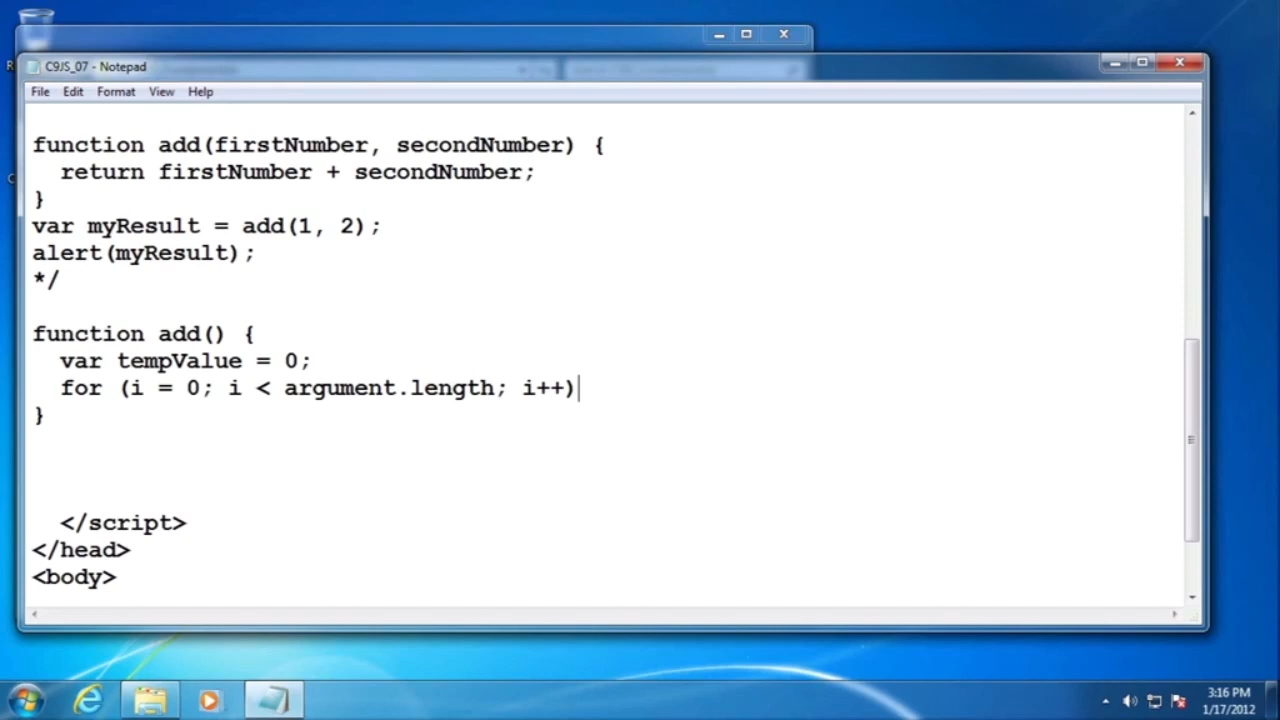 C9JS_07 - Notepad
File Edit Format View Help
function add(firstNumber, secondNumber) {
return firstNumber + secondNumber;
}
var myResult = add(1, 2);
alert(myResult);
*/
function add() {
var tempValue = 0;
for (i = 0; i < argument.length; i++)
}
</script>
</head>
<body>
3:16 PM
1/17/2012